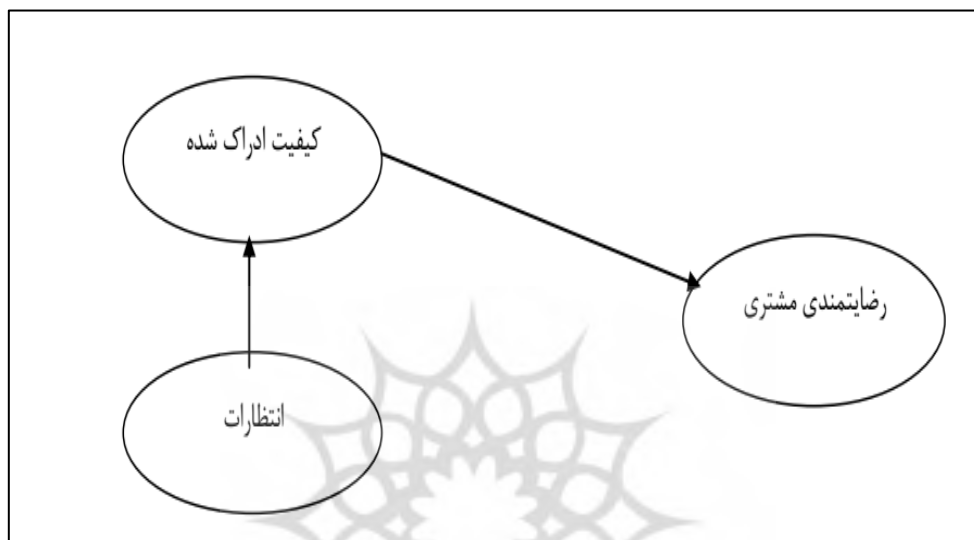 کیفیت ادراک شده
رضایتمندی مشتری
انتظارات